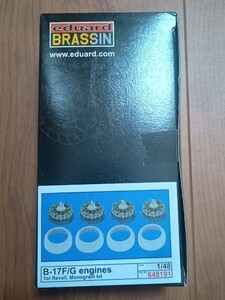 eduard
BRASSIN
www.eduard.com
B-17F/G engines
for Revell, Monogram kit
1/48
648191